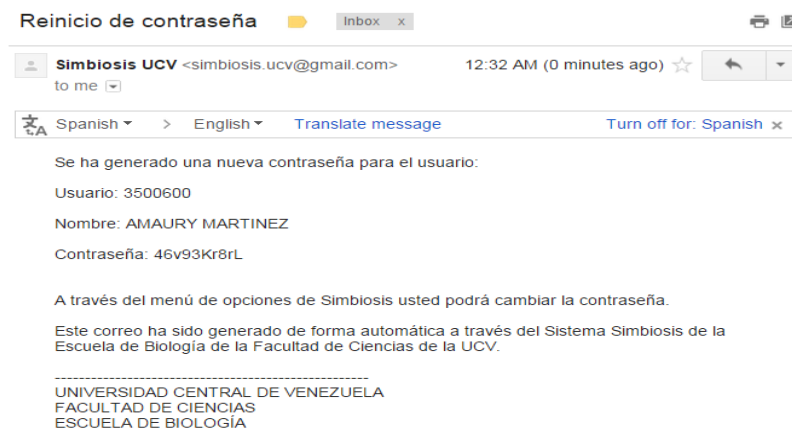 Reinicio de contraseña
Inbox x
Simbiosis UCV <simbiosis.ucv@gmail.com> 12:32 AM (0 minutes ago)
to me
Spanish > English Translate message Turn off for: Spanish x
Se ha generado una nueva contraseña para el usuario:
Usuario: 3500600
Nombre: AMAURY MARTINEZ
Contraseña: 46v93Kr8rL
A través del menú de opciones de Simbiosis usted podrá cambiar la contraseña.
Este correo ha sido generado de forma automática a través del Sistema Simbiosis de la
Escuela de Biología de la Facultad de Ciencias de la UCV.
----------------------------------------------------
UNIVERSIDAD CENTRAL DE VENEZUELA
FACULTAD DE CIENCIAS
ESCUELA DE BIOLOGÍA